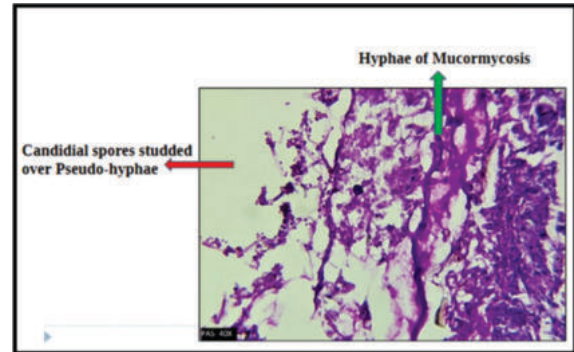 Hyphae of Mucormycosis
Candidial spores studded
over Pseudo-hyphae
PAS 40X